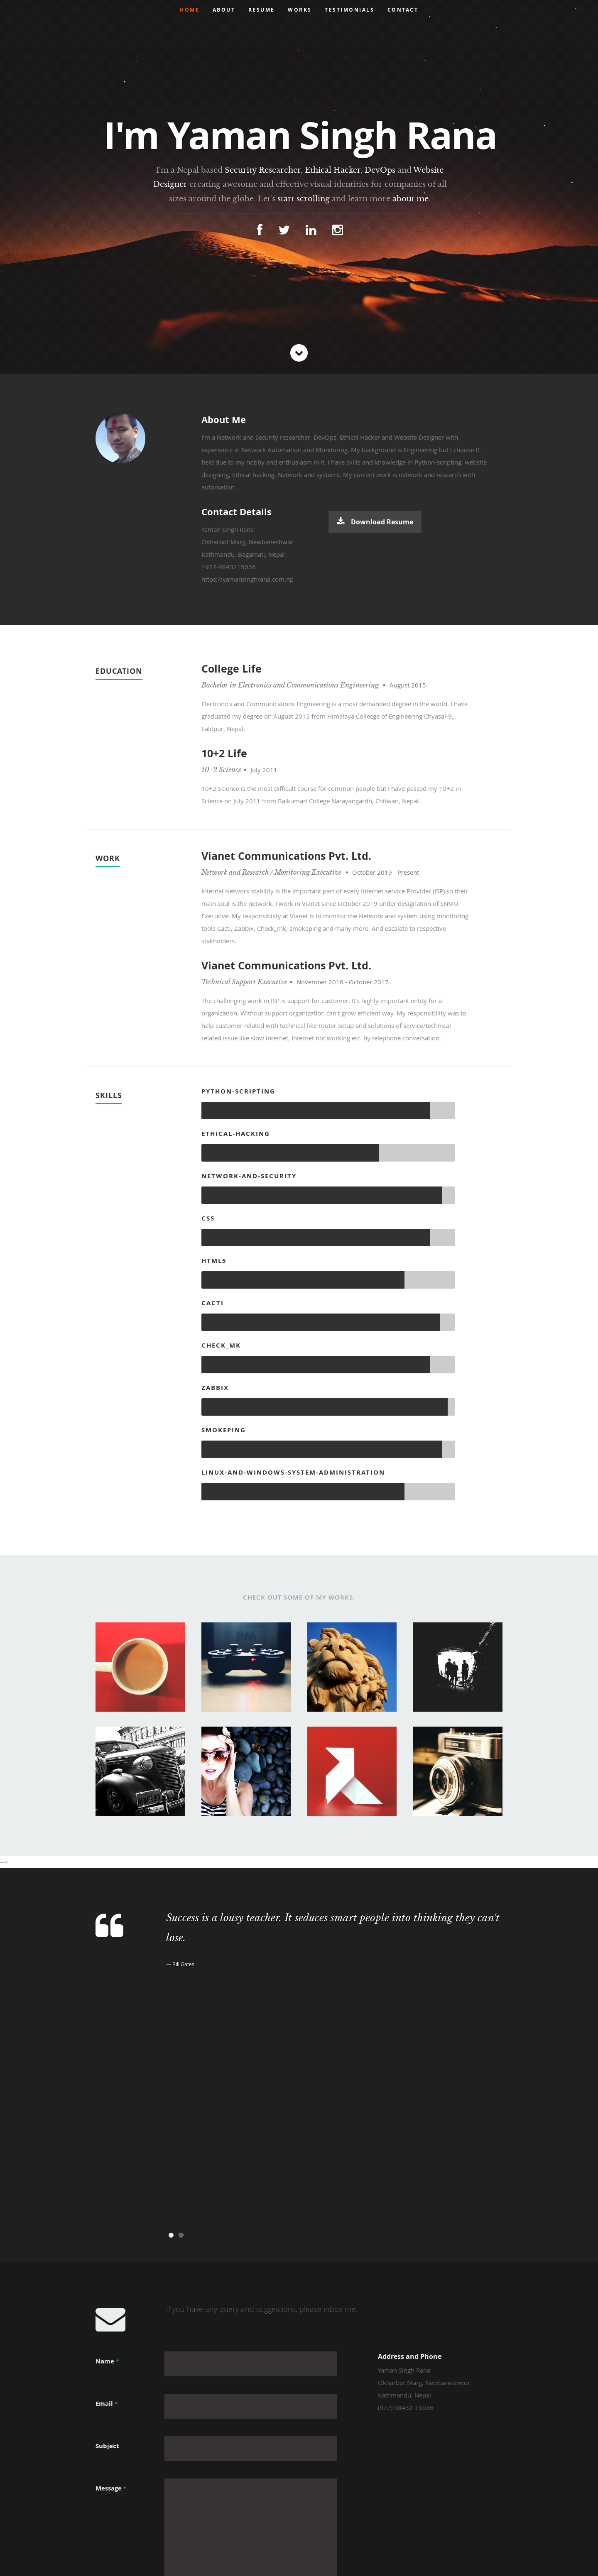 HOME ABOUT RESUME WORKS TESTIMONIALS CONTACT
I'm Yaman Singh Rana
I'm a Nepal based Security Researcher, Ethical Hacker, DevOps and Website
Designer creating awesome and effective visual identities for companies of all
sizes around the globe. Let's start scrolling and learn more about me.
About Me
I'm a Network and Security researcher, DevOps, Ethical Hacker and Website Designer with
experience in Network Automation and Monitoring. My background is Engineering but I choose IT
field due to my hobby and enthusiasm in it. I have skills and knowledge in Python-scripting, website
designing, Ethical hacking, Network and systems. My current work is network and research with
automation.
Contact Details
Yaman Singh Rana
Okharbot Marg, Newbaneshwor
Kathmandu, Bagamati, Nepal
+977-9843215036
https://yamansinghrana.com.np
Download Resume
EDUCATION
College Life
Bachelor in Electronics and Communications Engineering • August 2015
Electronics and Communications Engineering is a most demanded degree in the world. I have
graduated my degree on August 2015 from Himalaya Collecge of Engineering Chyasal-9,
Lalitpur, Nepal.
10+2 Life
10+2 Science • July 2011
10+2 Science is the most difficult course for common people but I have passed my 10+2 in
Science on July 2011 from Balkumari College Narayangardh, Chitwan, Nepal.
WORK
Vianet Communications Pvt. Ltd.
Network and Research / Monitoring Executive • October 2019 - Present
Internal Network stability is the important part of every internet service Provider (ISP) so their
main soul is the network. I work in Vianet since October 2019 under designation of SNMU-
Executive. My responsibility at Vianet is to monitor the Network and system using monitoring
tools Cacti, Zabbix, Check_mk, smokeping and many more. And escalate to respective
stakholders.
Vianet Communications Pvt. Ltd.
Technical Support Executive • November 2016 - October 2017
The challenging work in ISP is support for customer. It's highly important entity for a
organization. Without support organization can't grow efficient way. My responsibility was to
help customer related with technical like router setup and solutions of service/technical
related issue like slow internet, Internet not working etc. by telephone conversation.
SKILLS
PYTHON-SCRIPTING
ETHICAL-HACKING
NETWORK-AND-SECURITY
CSS
HTML5
CACTI
CHECK_MK
ZABBIX
SMOKEPING
LINUX-AND-WINDOWS-SYSTEM-ADMINISTRATION
CHECK OUT SOME OF MY WORKS.
-->
Success is a lousy teacher. It seduces smart people into thinking they can't
lose.
— Bill Gates
If you have any query and suggestions, please inbox me.
Name *
Email *
Subject
Message *
Address and Phone
Yaman Singh Rana
Okharbot Marg, Newbaneshwor
Kathmandu, Nepal
(977) 98432-15036